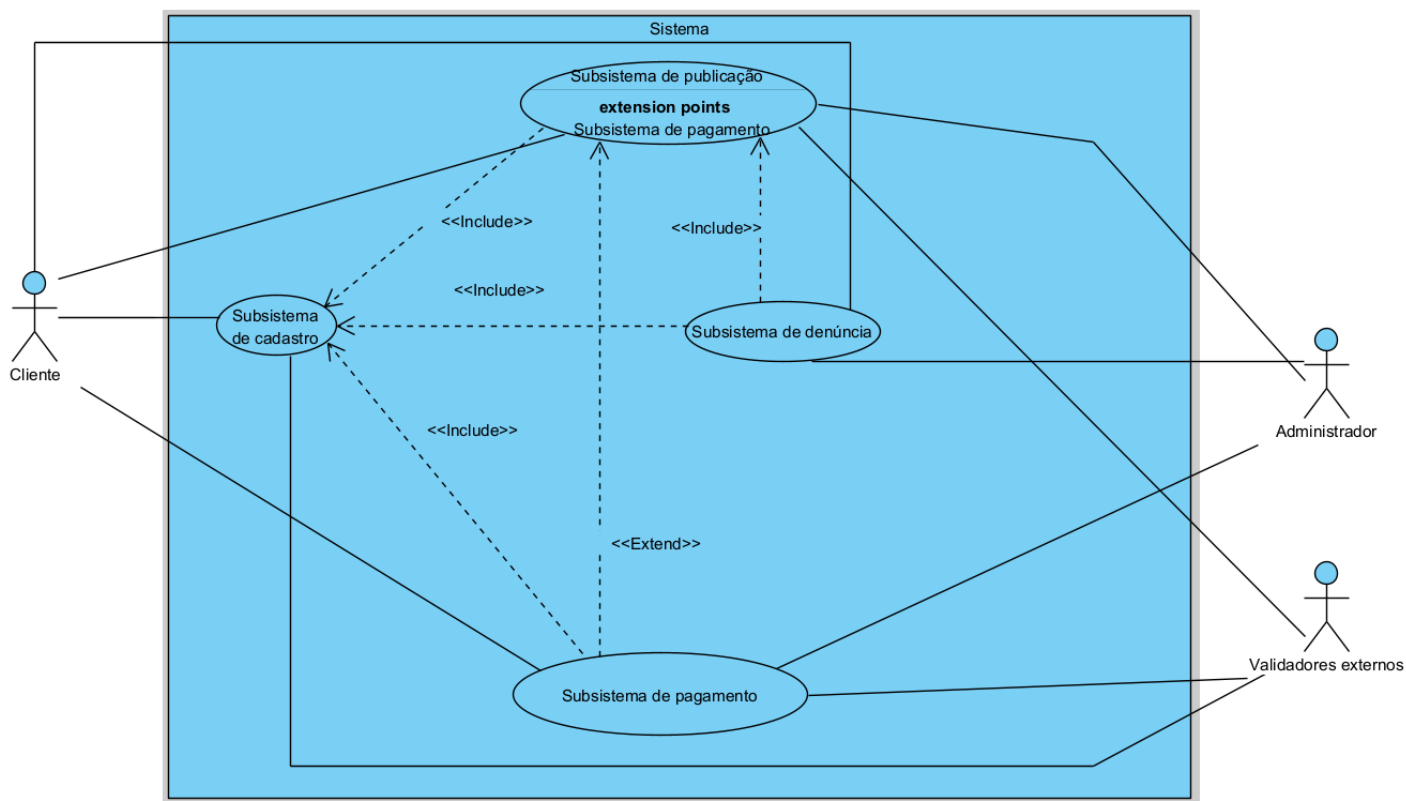 Sistema
Subsistema de publicação
extension points
Subsistema de pagamento
<<Include>>
<<Include>>
<<Include>>
Subsistema
de cadastro
Subsistema de denúncia
Cliente
Administrador
<<Include>>
<<Extend>>
Validadores externos
Subsistema de pagamento